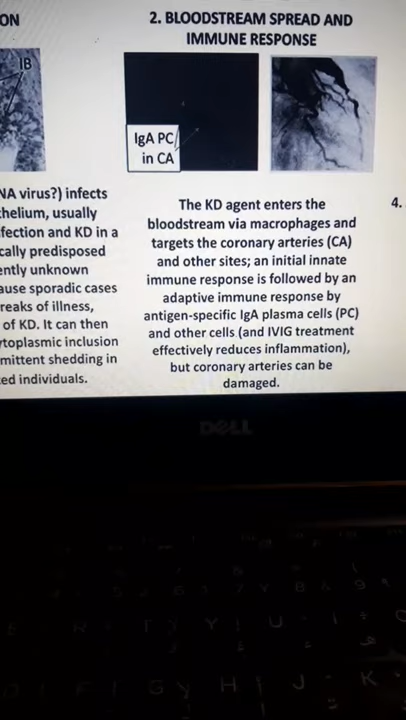 ON
IB
NA virus?) infects
helium, usually
fection and KD in a
cally predisposed
ently unknown
ause sporadic cases
reaks of illness,
of KD. It can then
toplasmic inclusion
mittent shedding in
ed individuals.
2. BLOODSTREAM SPREAD AND
IMMUNE RESPONSE
IgA PC
in CA
The KD agent enters the
bloodstream via macrophages and
targets the coronary arteries (CA)
and other sites; an initial innate
immune response is followed by an
adaptive immune response by
antigen-specific IgA plasma cells (PC)
and other cells (and IVIG treatment
effectively reduces inflammation),
but coronary arteries can be
damaged.
4.
DELL
5 6 7 8 9
R T Y U I
F G H J K